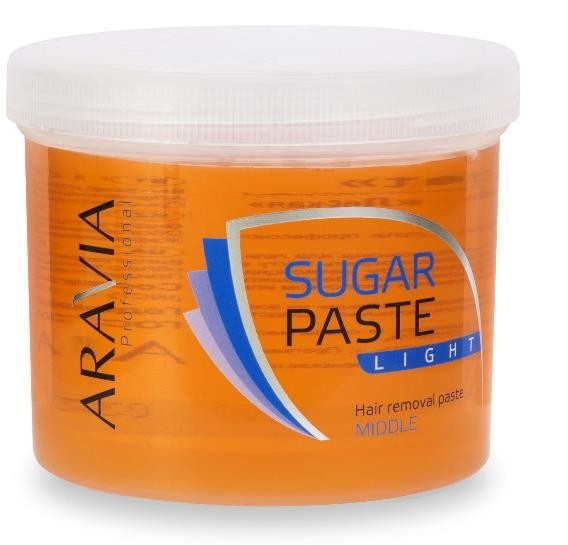 ARAVIA
Professional
SUGAR
PASTE
LIGHT
Hair removal paste
MIDDLE